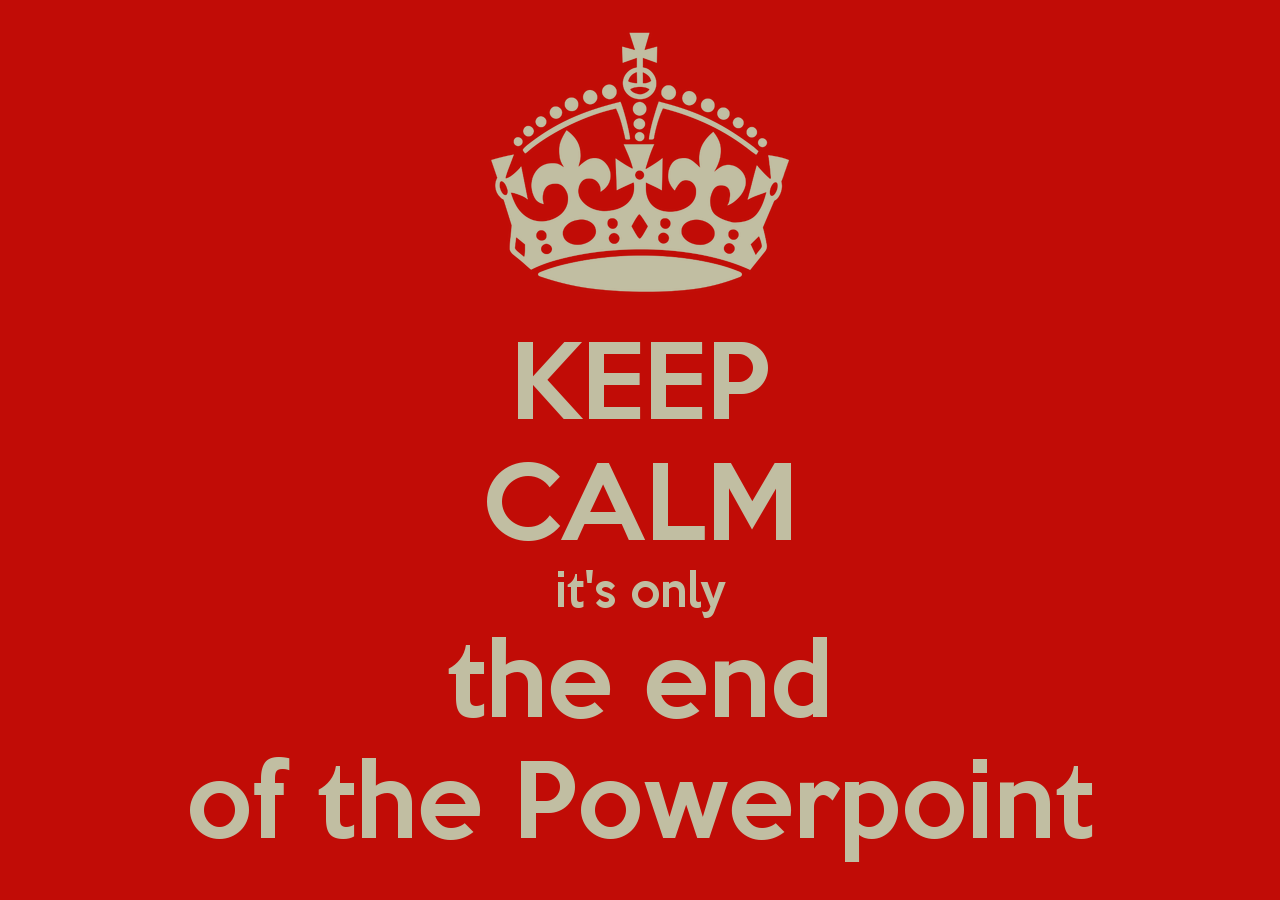 KEEP
CALM
it's only
the end
of the Powerpoint